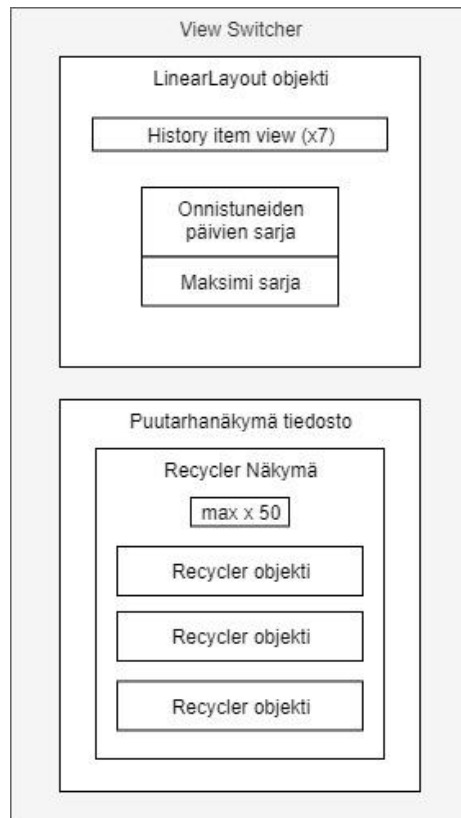 View Switcher
LinearLayout objekti
History item view (x7)
Onnistuneiden
päivien sarja
Maksimi sarja
Puutarhanäkymä tiedosto
Recycler Näkymä
max x 50
Recycler objekti
Recycler objekti
Recycler objekti